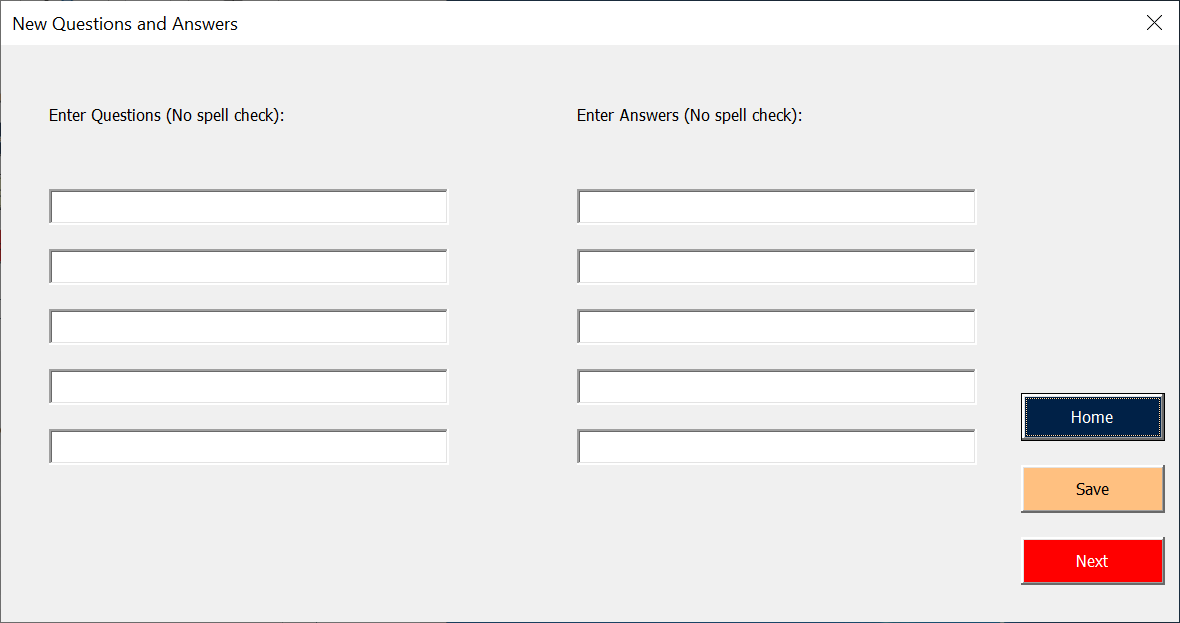 New Questions and Answers
Enter Questions (No spell check):
Enter Answers (No spell check):
Home
Save
Next